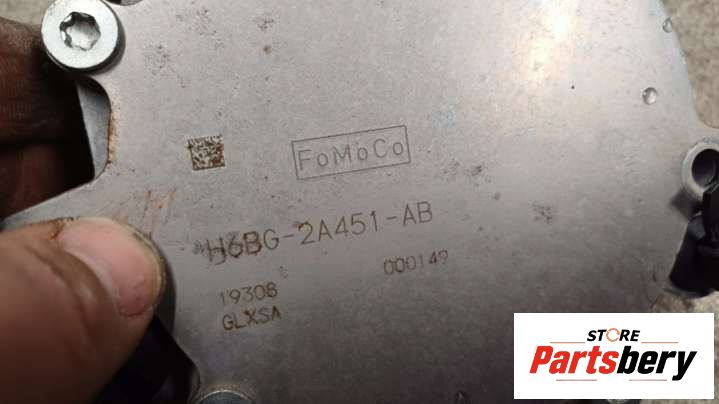 FoMoCo
H6BG-2A451-AB
19308 000149
GLXSA
STORE
Partsbery